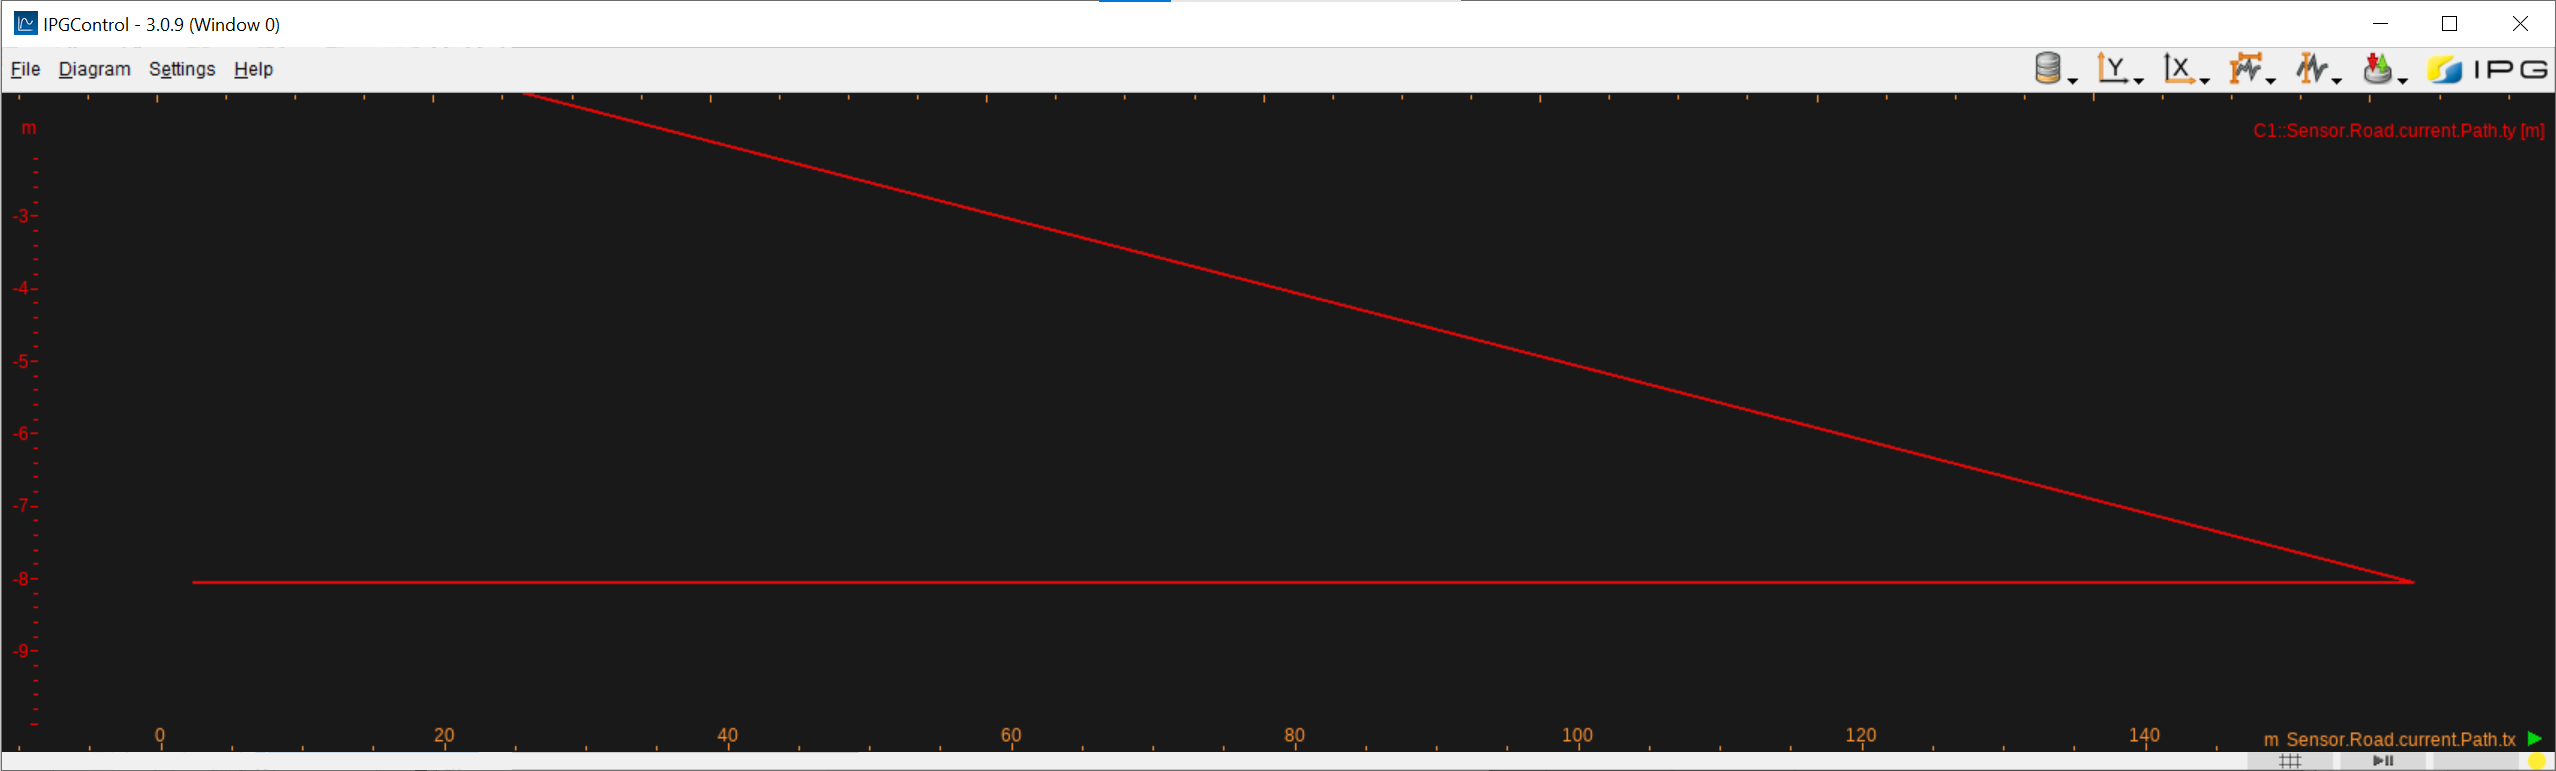 IPGControl - 3.0.9 (Window 0)
File Diagram Settings Help
Y X IPG
m
C1::Sensor.Road.current.Path.ty [m]
-3
-4
-5
-6
-7
-8
-9
0 20 40 60 80 100 120 140
m Sensor.Road.current.Path.tx